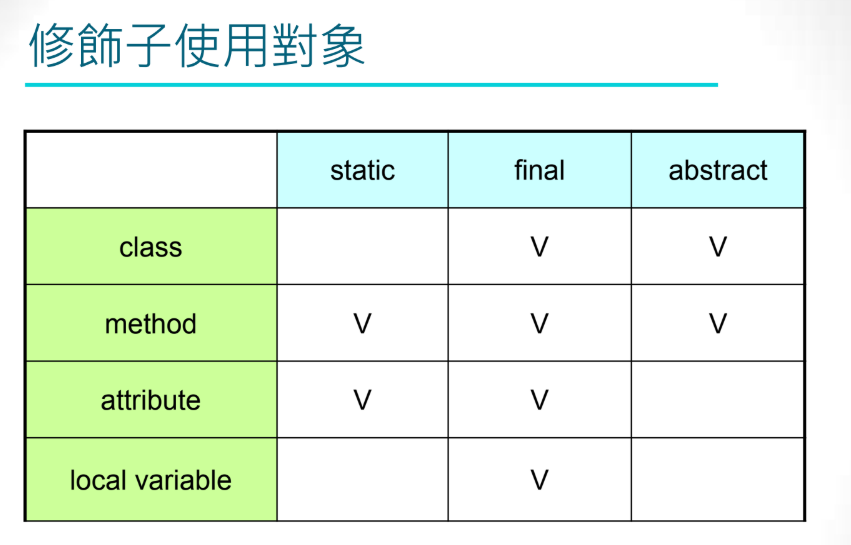 修飾子使用對象
static final abstract
class V V
method V V V
attribute V V
local variable V